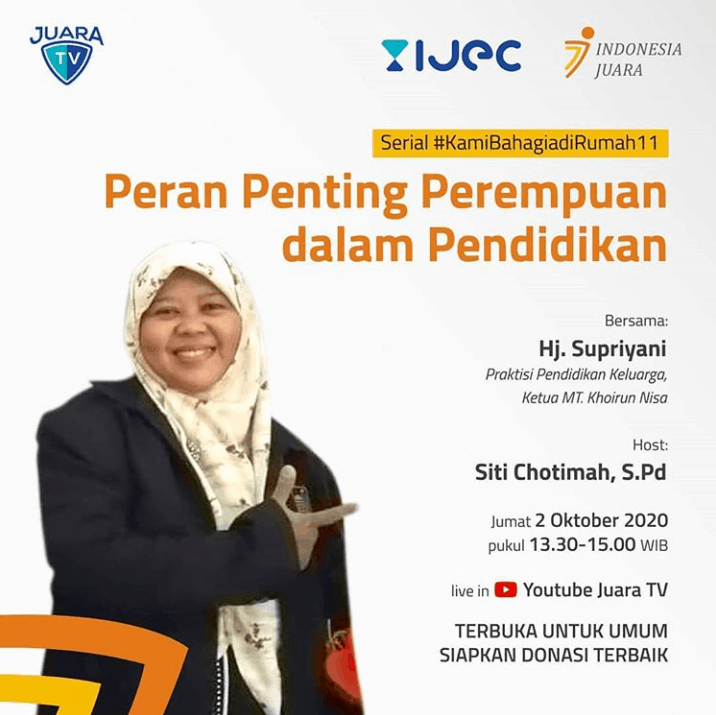 JUARA
TV
IJEC
INDONESIA
JUARA
Serial #KamiBahagiadiRumah11
Peran Penting Perempuan
dalam Pendidikan
Bersama:
Hj. Supriyani
Praktisi Pendidikan Keluarga,
Ketua MT. Khoirun Nisa
Host:
Siti Chotimah, S.Pd
Jumat 2 Oktober 2020
pukul 13.30-15.00 WIB
live in Youtube Juara TV
TERBUKA UNTUK UMUM
SIAPKAN DONASI TERBAIK